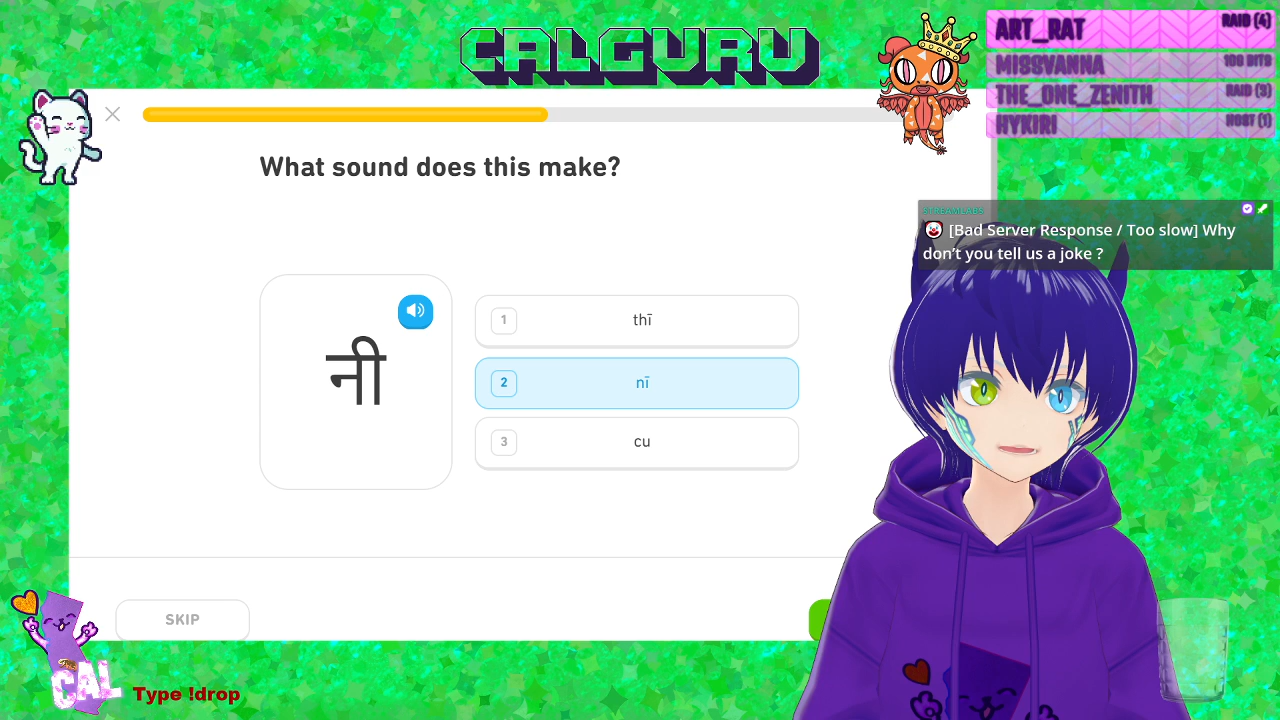 CALGURU
ART_RAT RAID (4)
MISSVANNA 100 BITS
THE_ONE_ZENITH RAID (3)
HYKIRI HOST (1)
What sound does this make?
STREAMLABS
[Bad Server Response / Too slow] Why
don't you tell us a joke ?
नी
1 thī
2 nī
3 cu
SKIP
CAL
Type !drop